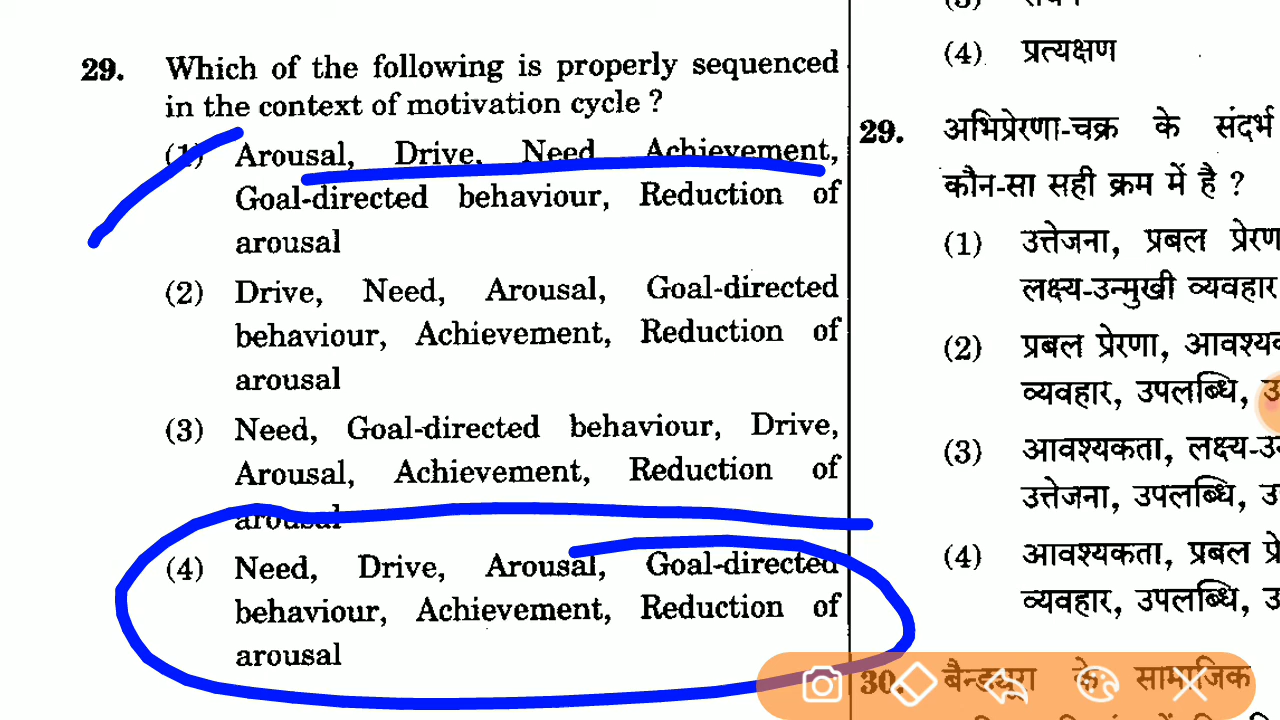 29. Which of the following is properly sequenced
in the context of motivation cycle ?
(1) Arousal, Drive, Need Achievement,
Goal-directed behaviour, Reduction of
arousal
(2) Drive, Need, Arousal, Goal-directed
behaviour, Achievement, Reduction of
arousal
(3) Need, Goal-directed behaviour, Drive,
Arousal, Achievement, Reduction of
arousal
(4) Need, Drive, Arousal, Goal-directed
behaviour, Achievement, Reduction of
arousal
(3)
(4) प्रत्यक्षण
29. अभिप्रेरणा-चक्र के संदर्भ
कौन-सा सही क्रम में है ?
(1) उत्तेजना, प्रबल
लक्ष्य-उन्मुखी व्यवहार
(2) प्रबल प्रेरणा,
व्यवहार, उपलब्धि,
(3) आवश्यकता,
उत्तेजना, उपलब्धि,
(4) आवश्यकता, प्रबल
व्यवहार, उपलब्धि,
30. बैन्ड्यूरा के सामाजिक